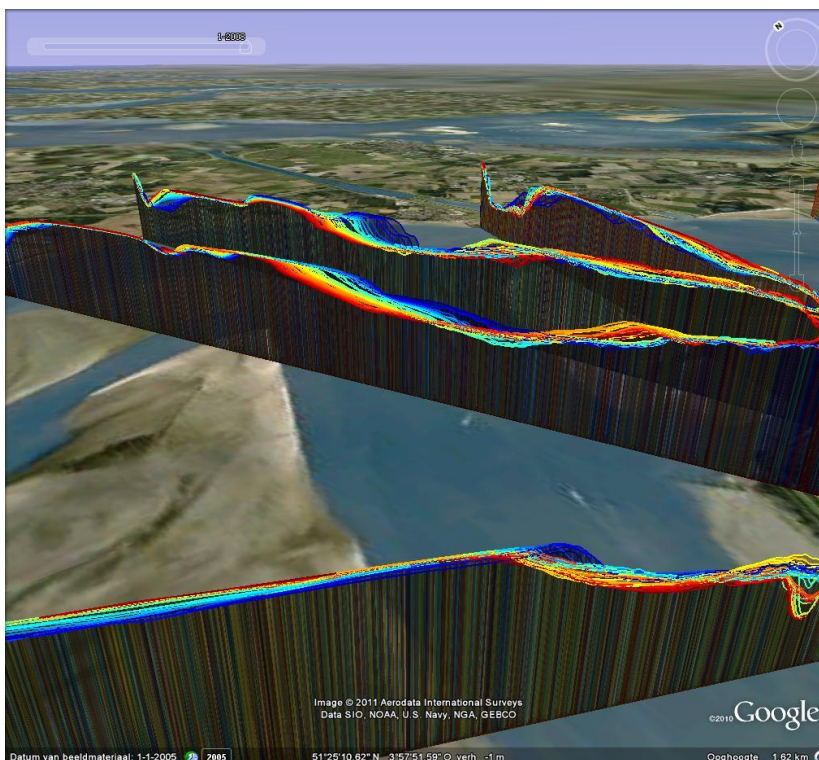 1-2008
N
Image © 2011 Aerodata International Surveys
Data SIO, NOAA, U.S. Navy, NGA, GEBCO
©2010 Google
Datum van beeldmateriaal: 1-1-2005 2005 51°25'10.62" N 3°57'51.59" O verh -1 m Ooghoogte 1.62 km